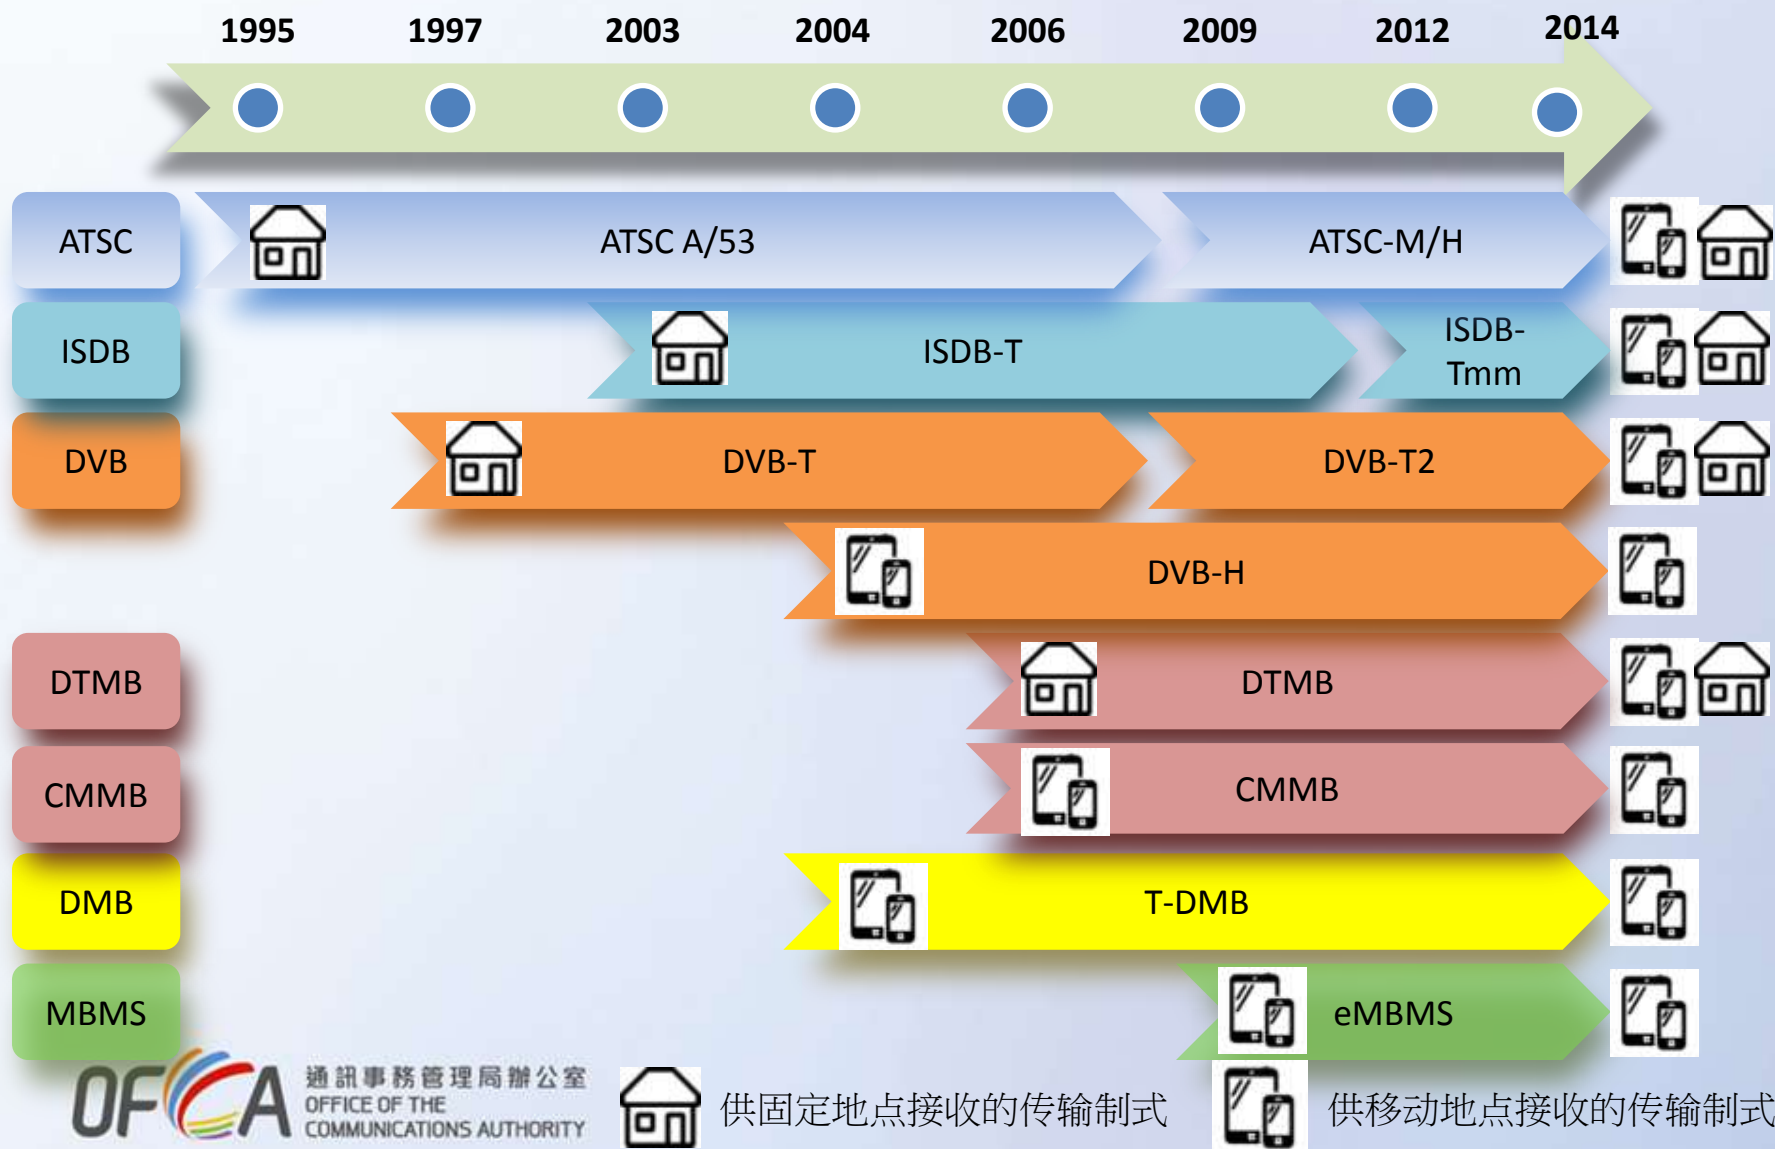 1995 1997 2003 2004 2006 2009 2012 2014
ATSC ATSC A/53 ATSC-M/H
ISDB ISDB-T ISDB-
Tmm
DVB DVB-T DVB-T2
DVB-H
DTMB DTMB
CMMB CMMB
DMB T-DMB
MBMS eMBMS
OFCA
通訊事務管理局辦公室
OFFICE OF THE
COMMUNICATIONS AUTHORITY
供固定地点接收的传输制式
供移动地点接收的传输制式